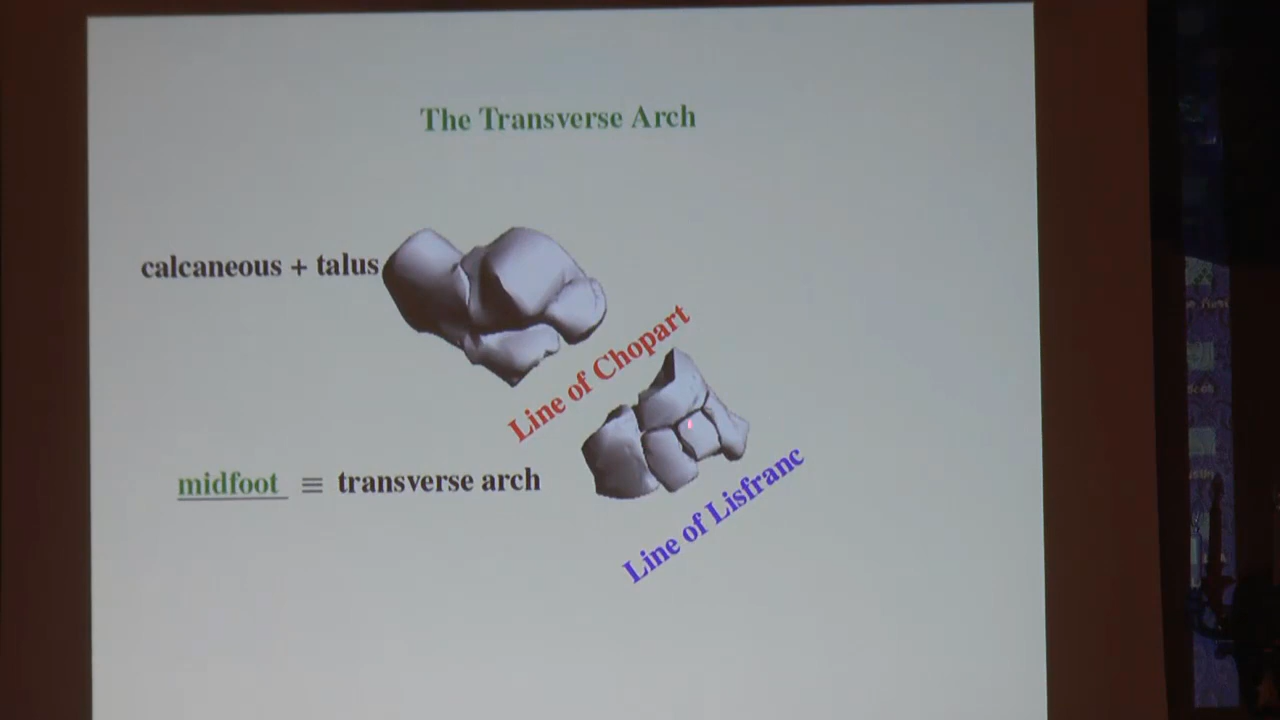 The Transverse Arch
calcaneous + talus
Line of Chopart
midfoot ≡ transverse arch
Line of Lisfranc